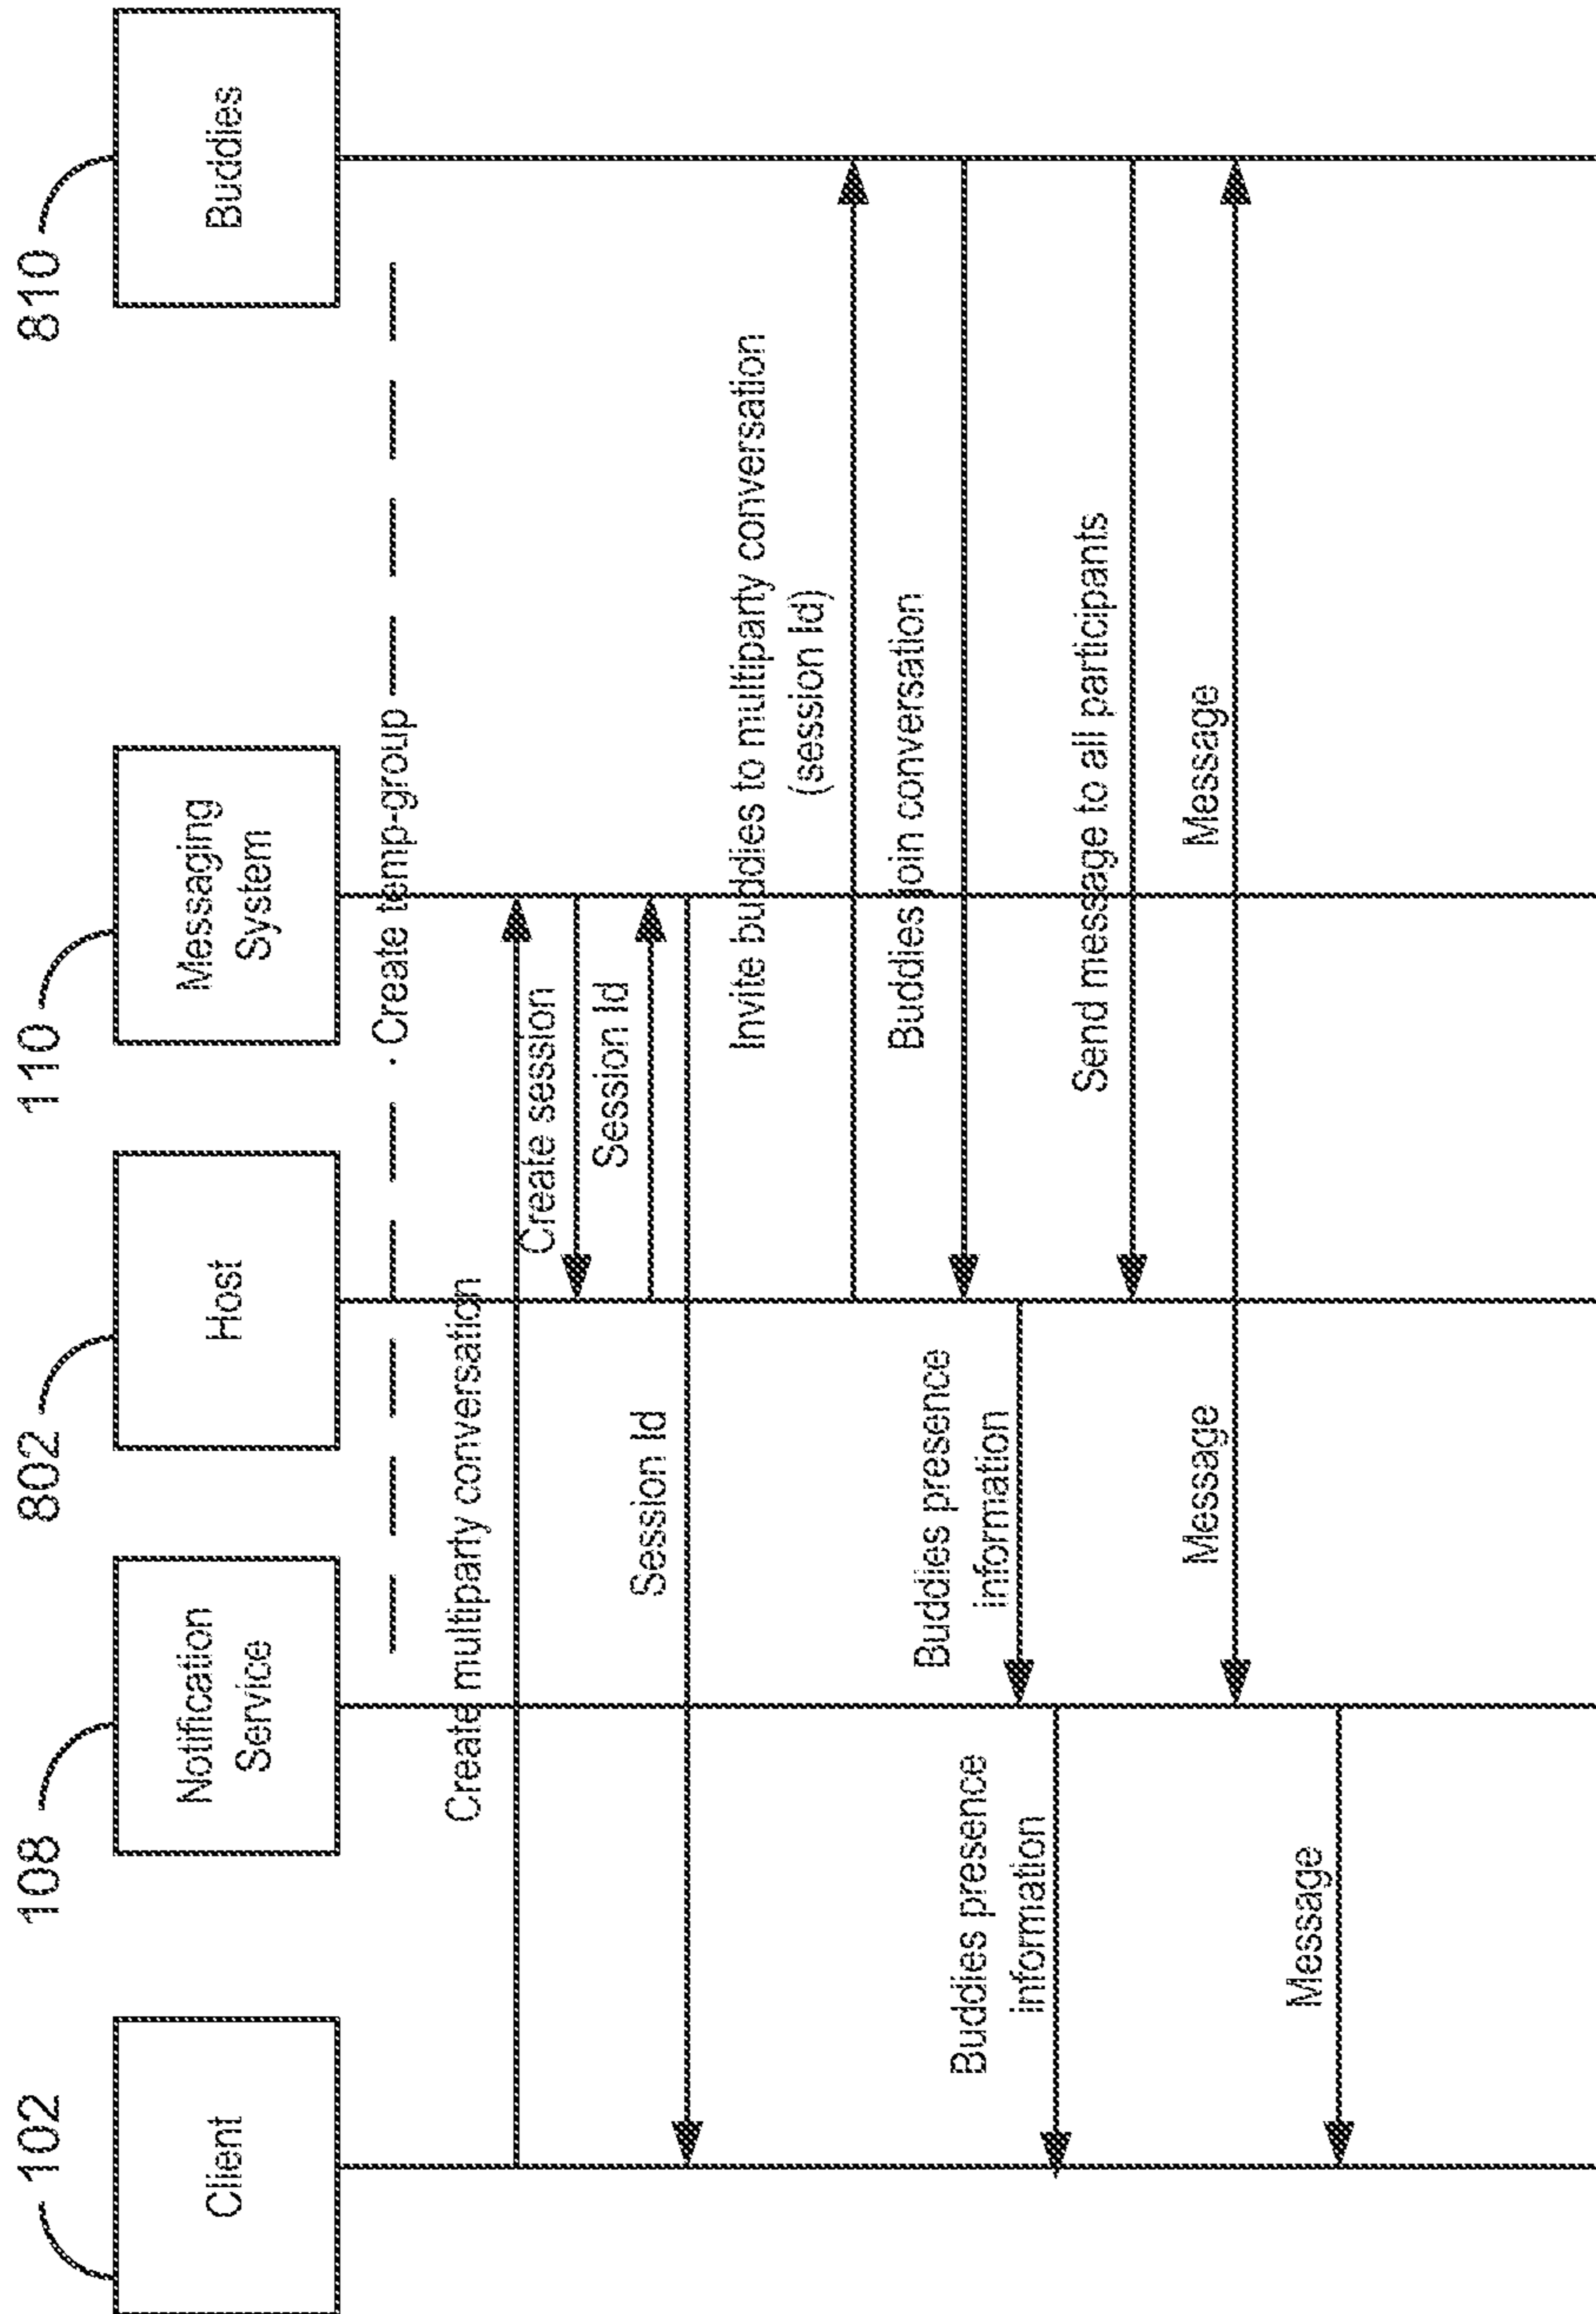 102
108
802
110
810
Client
Notification
Service
Host
Messaging
System
Buddies
Create temp-group
Create multiparty conversation
Create session
Session Id
Session Id
Invite buddies to multiparty conversation
(session Id)
Buddies join conversation
Buddies presence
information
Buddies presence
information
Send message to all participants
Message
Message
Message